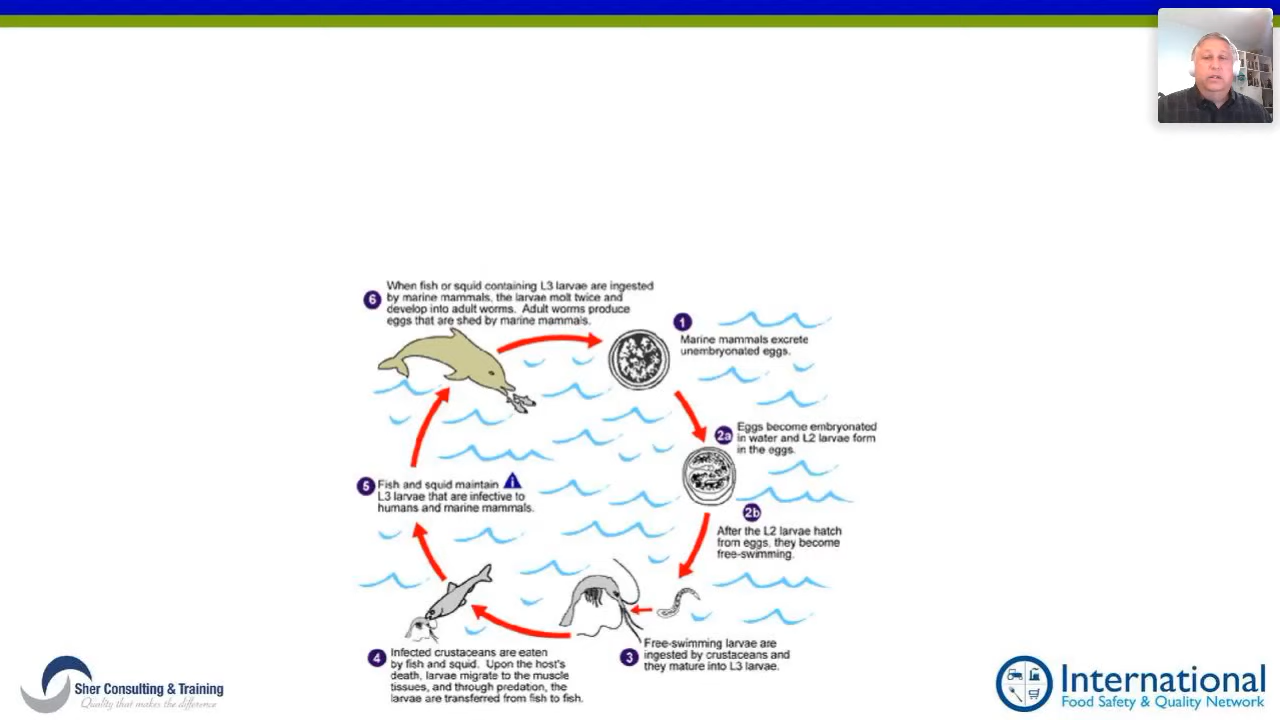 6
When fish or squid containing L3 larvae are ingested
by marine mammals, the larvae molt twice and
develop into adult worms. Adult worms produce
eggs that are shed by marine mammals.
1
Marine mammals excrete
unembryonated eggs.
2a
Eggs become embryonated
in water and L2 larvae form
in the eggs.
2b
After the L2 larvae hatch
from eggs, they become
free-swimming.
3
Free-swimming larvae are
ingested by crustaceans and
they mature into L3 larvae.
4
Infected crustaceans are eaten
by fish and squid. Upon the host's
death, larvae migrate to the muscle
tissues, and through predation, the
larvae are transferred from fish to fish.
5
Fish and squid maintain
L3 larvae that are infective to
humans and marine mammals.
i
Sher Consulting & Training
Quality that makes the difference
International
Food Safety & Quality Network